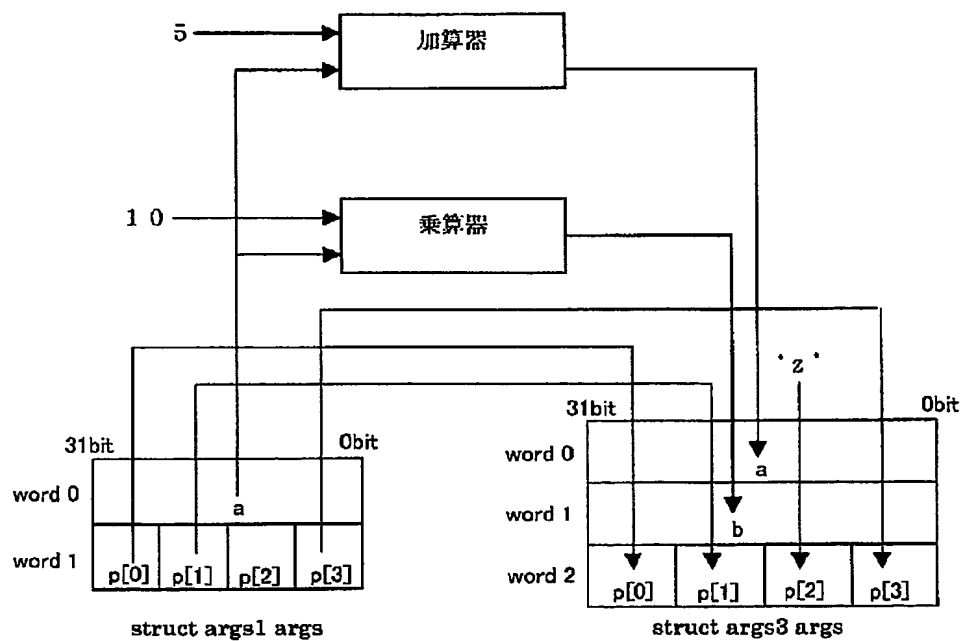 5
加算器
1 0
乗算器
'z'
31bit
0bit
word 0
a
word 1
b
word 2
p[0]
p[1]
p[2]
p[3]
struct args3 args
31bit
0bit
word 0
a
word 1
p[0]
p[1]
p[2]
p[3]
struct args1 args